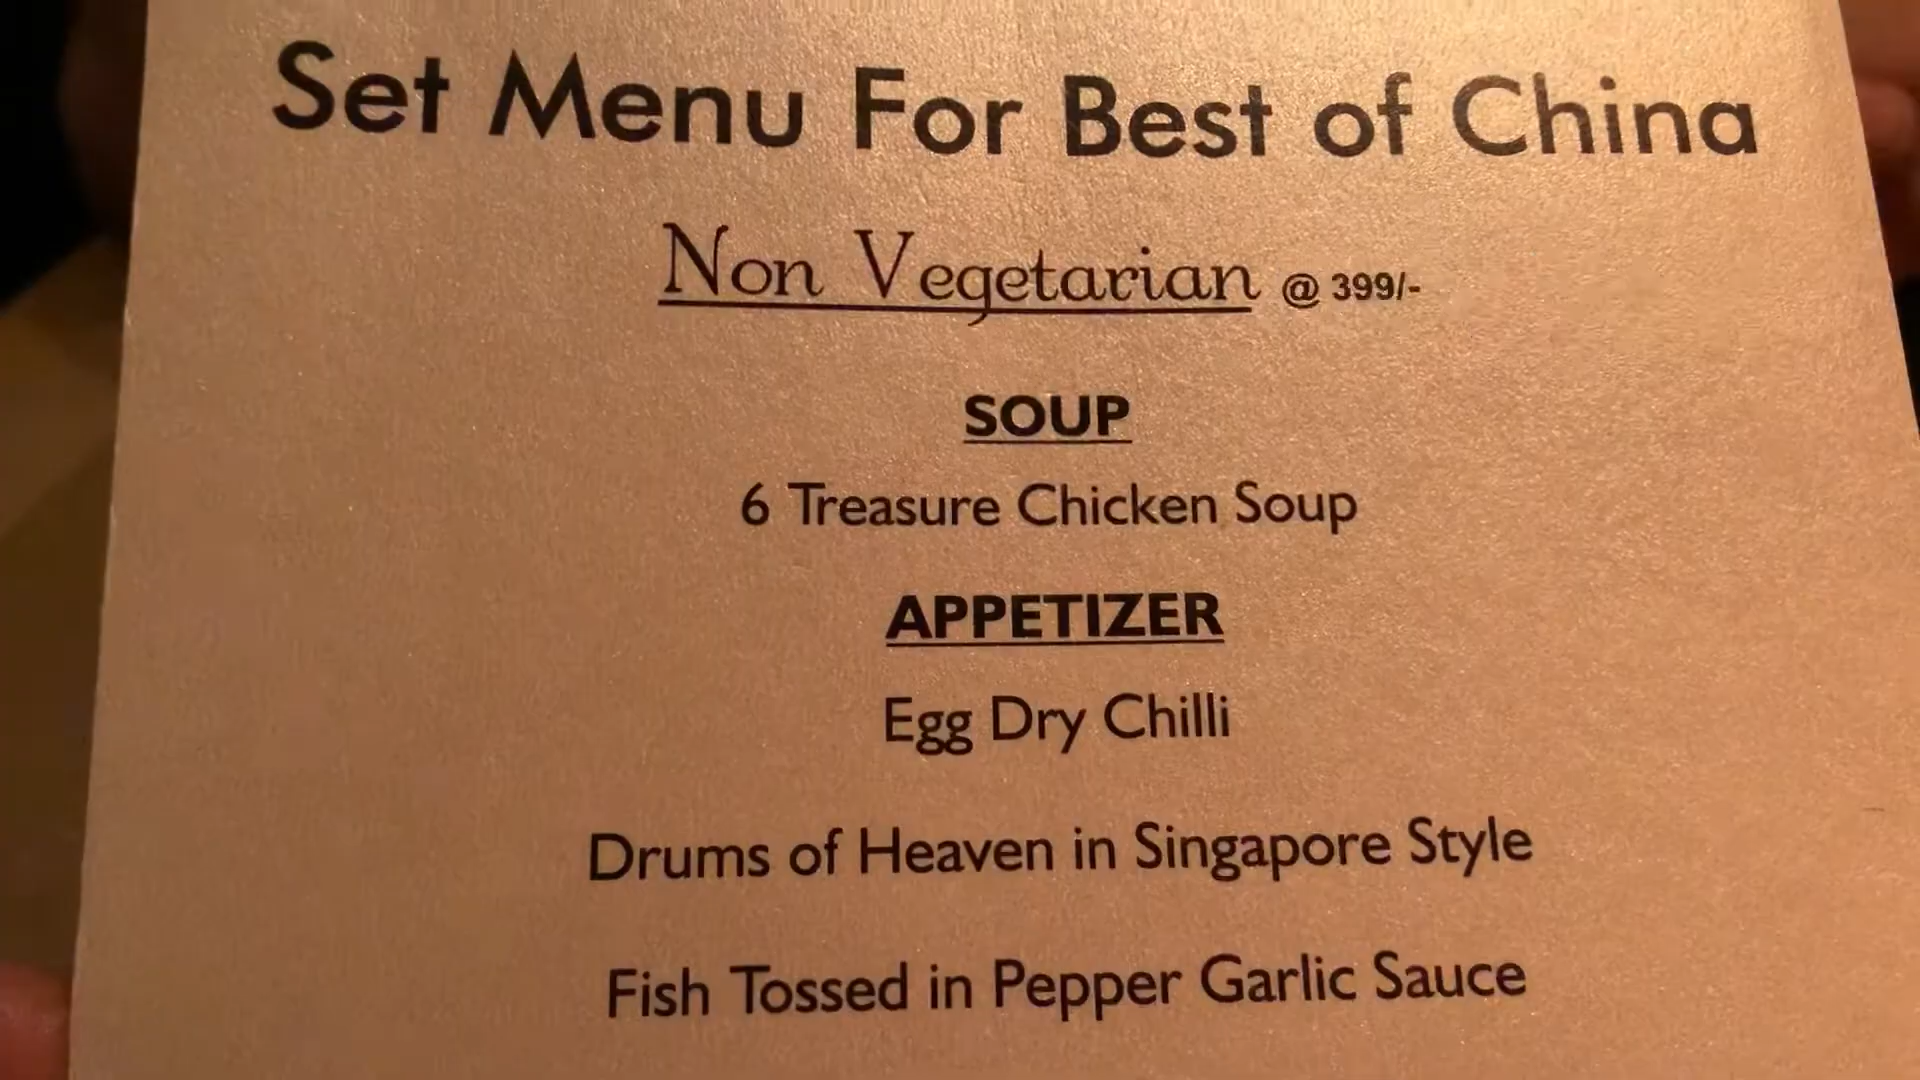 Set Menu For Best of China
Non Vegetarian @ 399/-
SOUP
6 Treasure Chicken Soup
APPETIZER
Egg Dry Chilli
Drums of Heaven in Singapore Style
Fish Tossed in Pepper Garlic Sauce